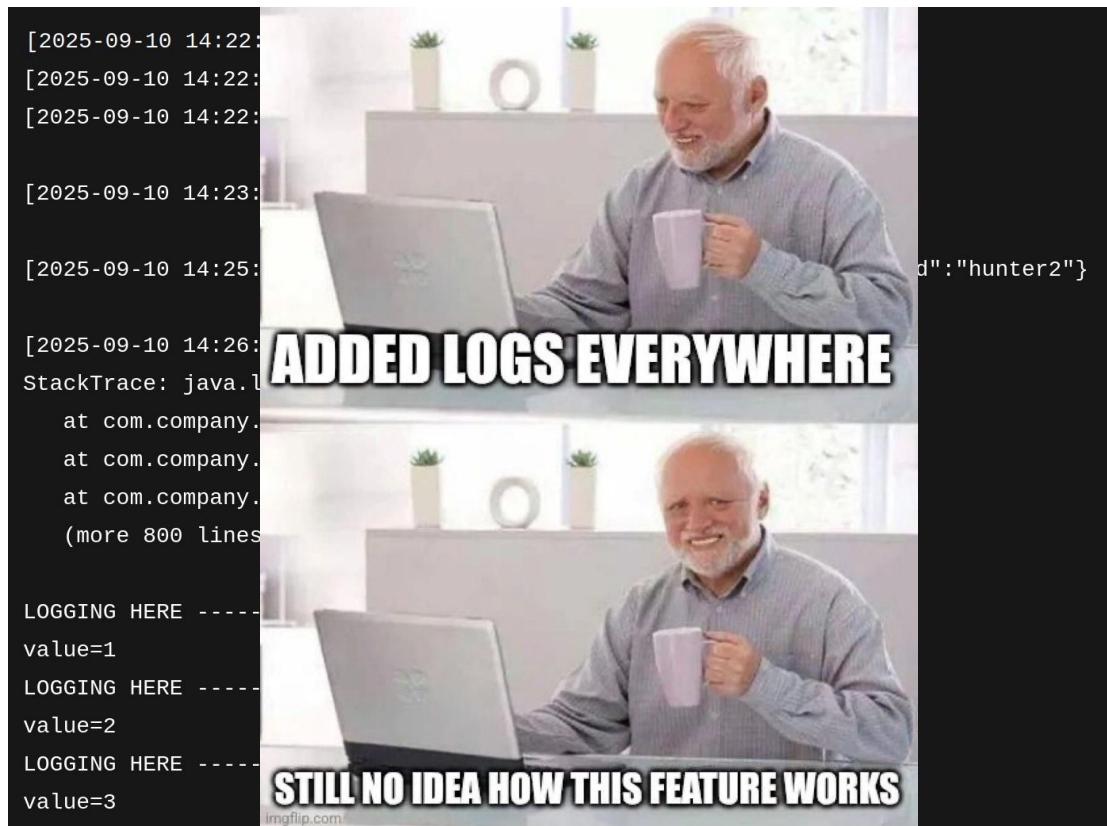 [2025-09-10 14:22:
[2025-09-10 14:22:
[2025-09-10 14:22:
[2025-09-10 14:23:
[2025-09-10 14:25: d":"hunter2"}
[2025-09-10 14:26:
StackTrace: java.l
at com.company.
at com.company.
at com.company.
(more 800 lines
LOGGING HERE -----
value=1
LOGGING HERE -----
value=2
LOGGING HERE -----
value=3
ADDED LOGS EVERYWHERE
STILL NO IDEA HOW THIS FEATURE WORKS
imgflip.com